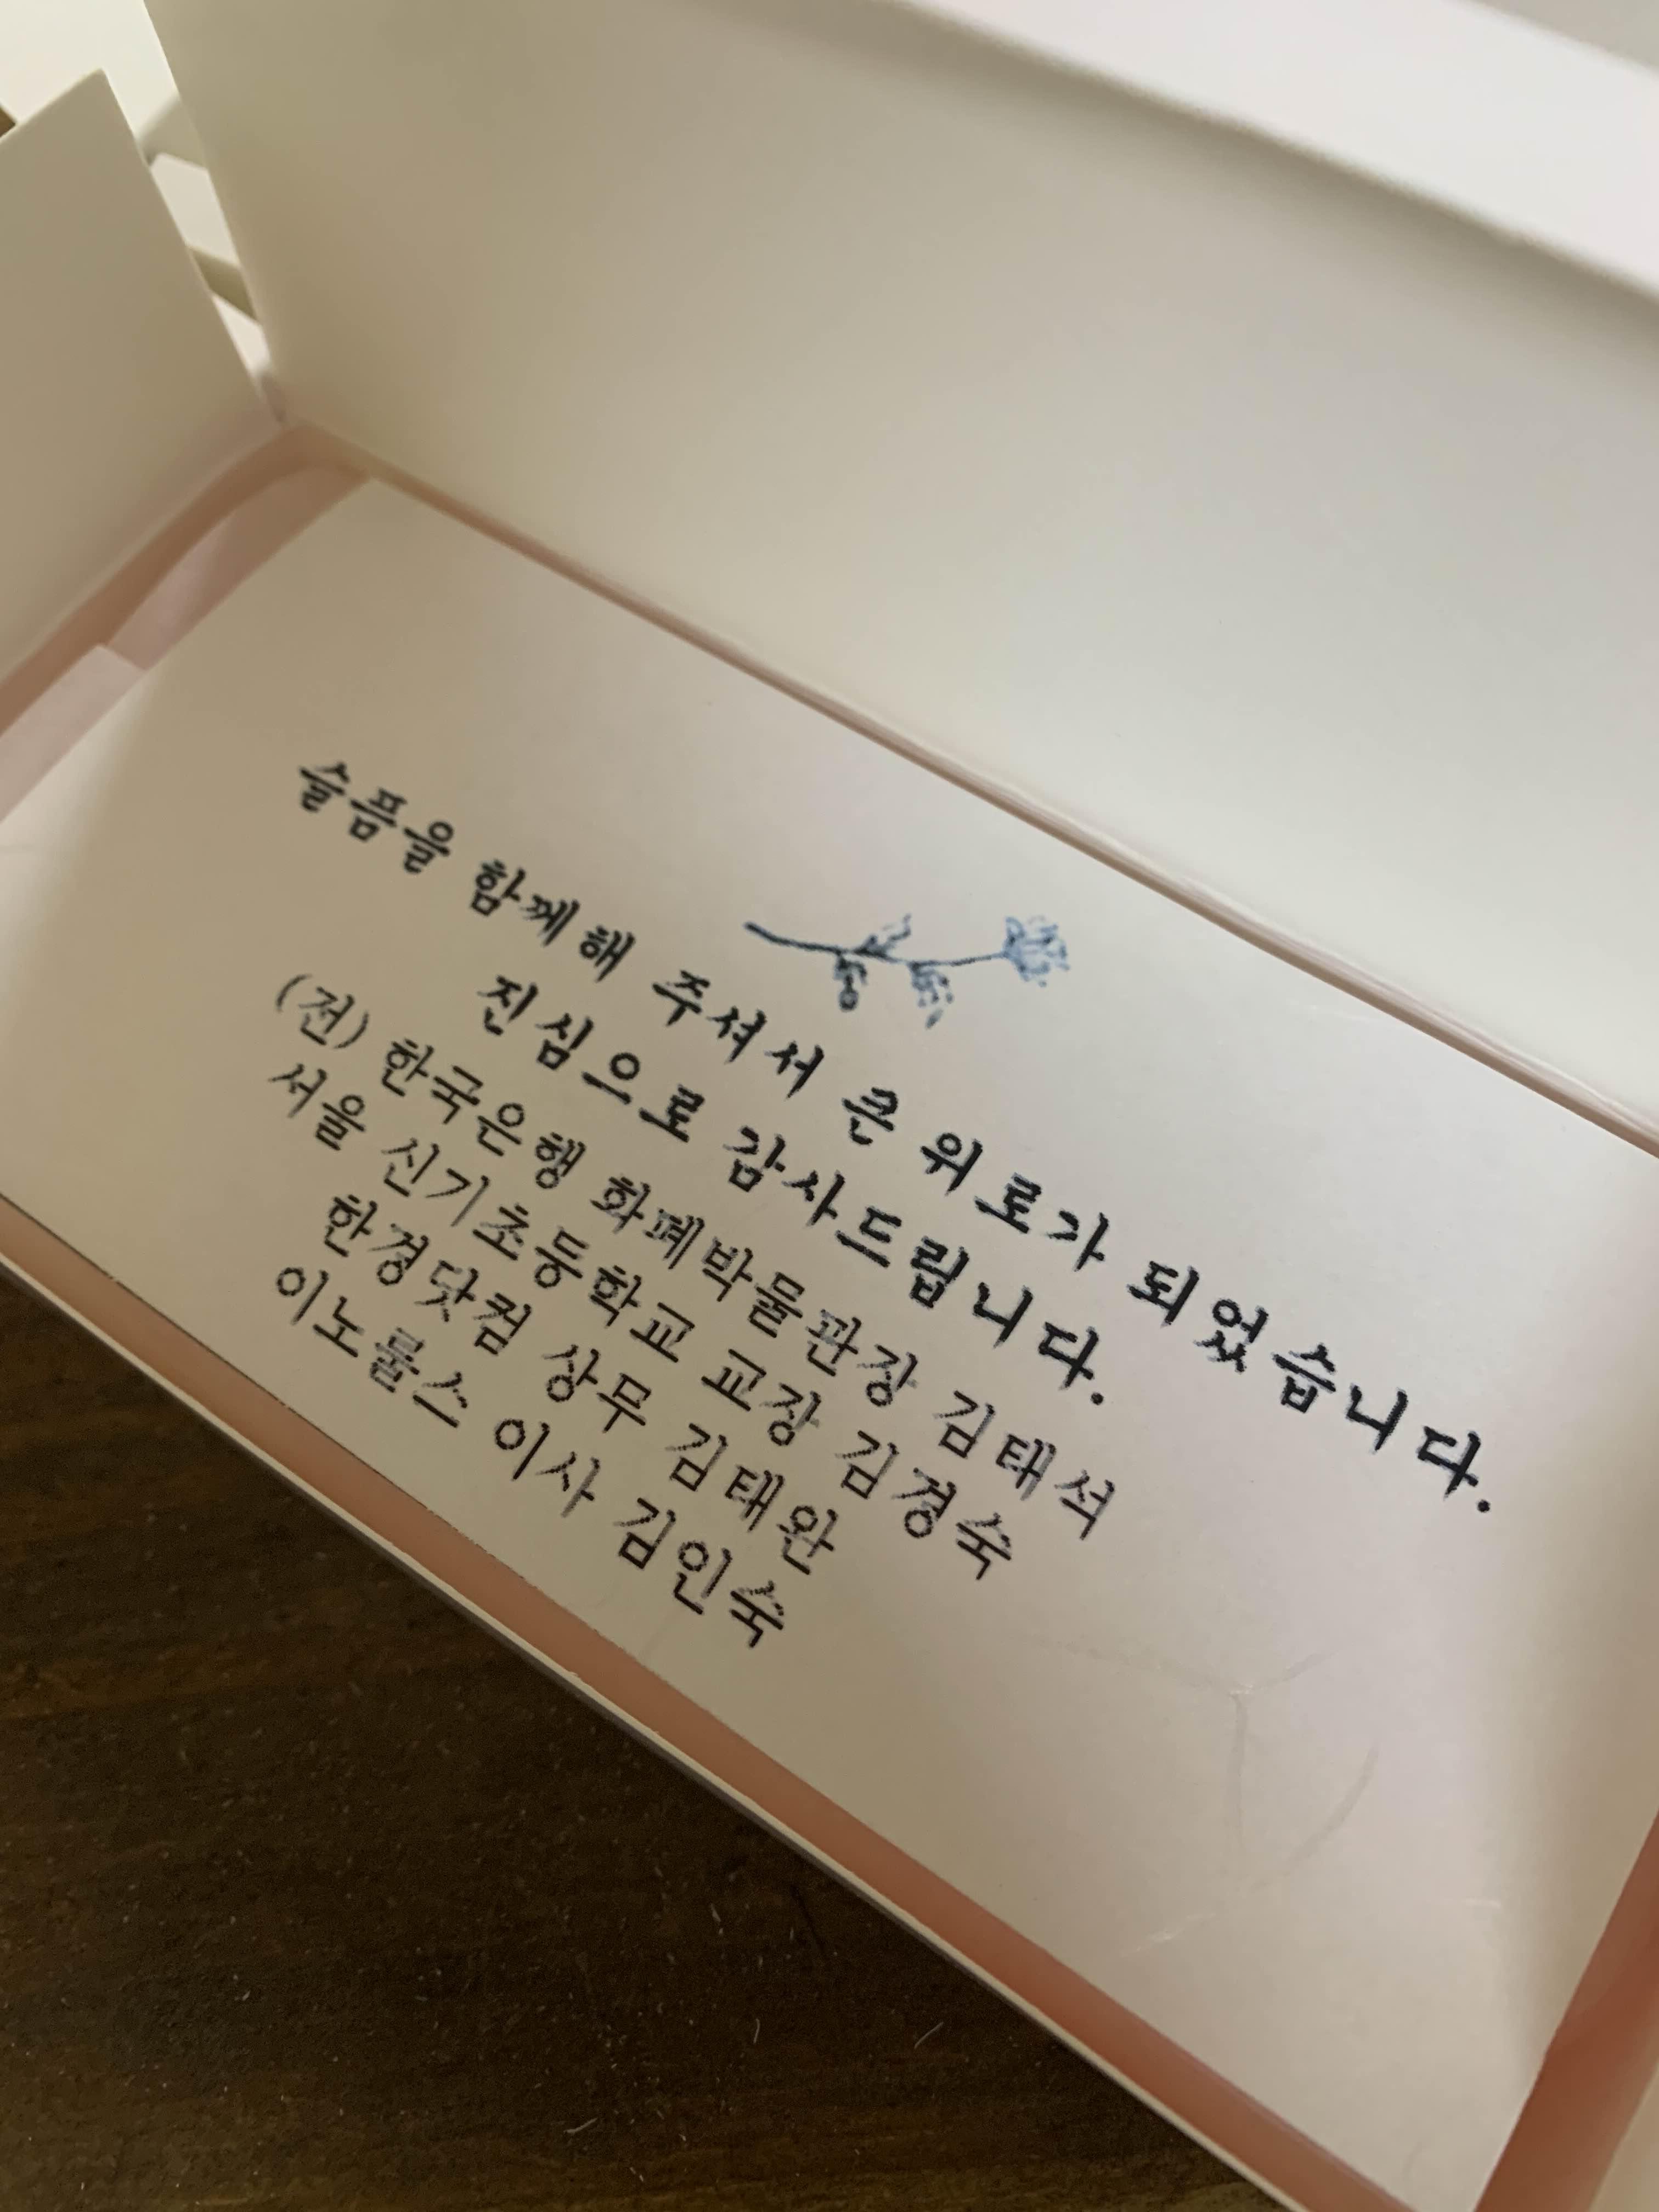 슬픔을 함께해 주셔서 큰 위로가 되었습니다.
진심으로 감사드립니다.
(전) 한국은행 화폐박물관장 김태석
서울 신기초등학교 교장 김경숙
한경닷컴 상무 김태완
이노룰스 이사 김인숙